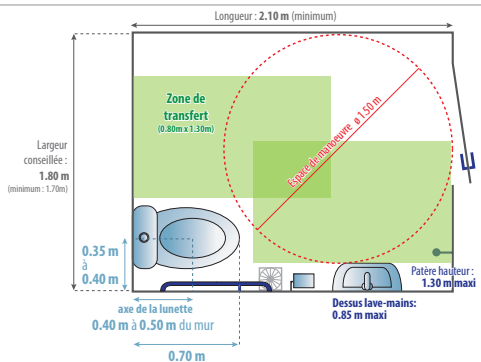 Longueur : 2.10 m (minimum)
Zone de
transfert
(0.80m x 1.30m)
Espace de manoeuvre ø 1.50 m
Largeur
conseillée :
1.80 m
(minimum : 1.70m)
0.35 m
à
0.40 m
Patère hauteur :
1.30 m maxi
axe de la lunette
0.40 m à 0.50 m du mur
Dessus lave-mains:
0.85 m maxi
0.70 m